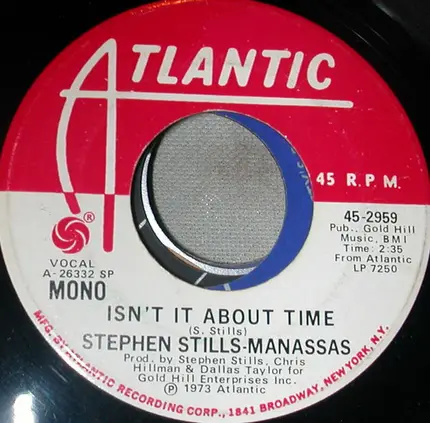 ATLANTIC
45 R.P.M.
®
VOCAL
A-26332 SP
MONO
45-2959
Pub., Gold Hill
Music, BMI
Time: 2:35
From Atlantic
LP 7250
ISN'T IT ABOUT TIME
(S. Stills)
STEPHEN STILLS-MANASSAS
Prod. by Stephen Stills, Chris
Hillman & Dallas Taylor for
Gold Hill Enterprises Inc.
Ⓟ 1973 Atlantic
MFG. BY ATLANTIC RECORDING CORP., 1841 BROADWAY, NEW YORK, N.Y.